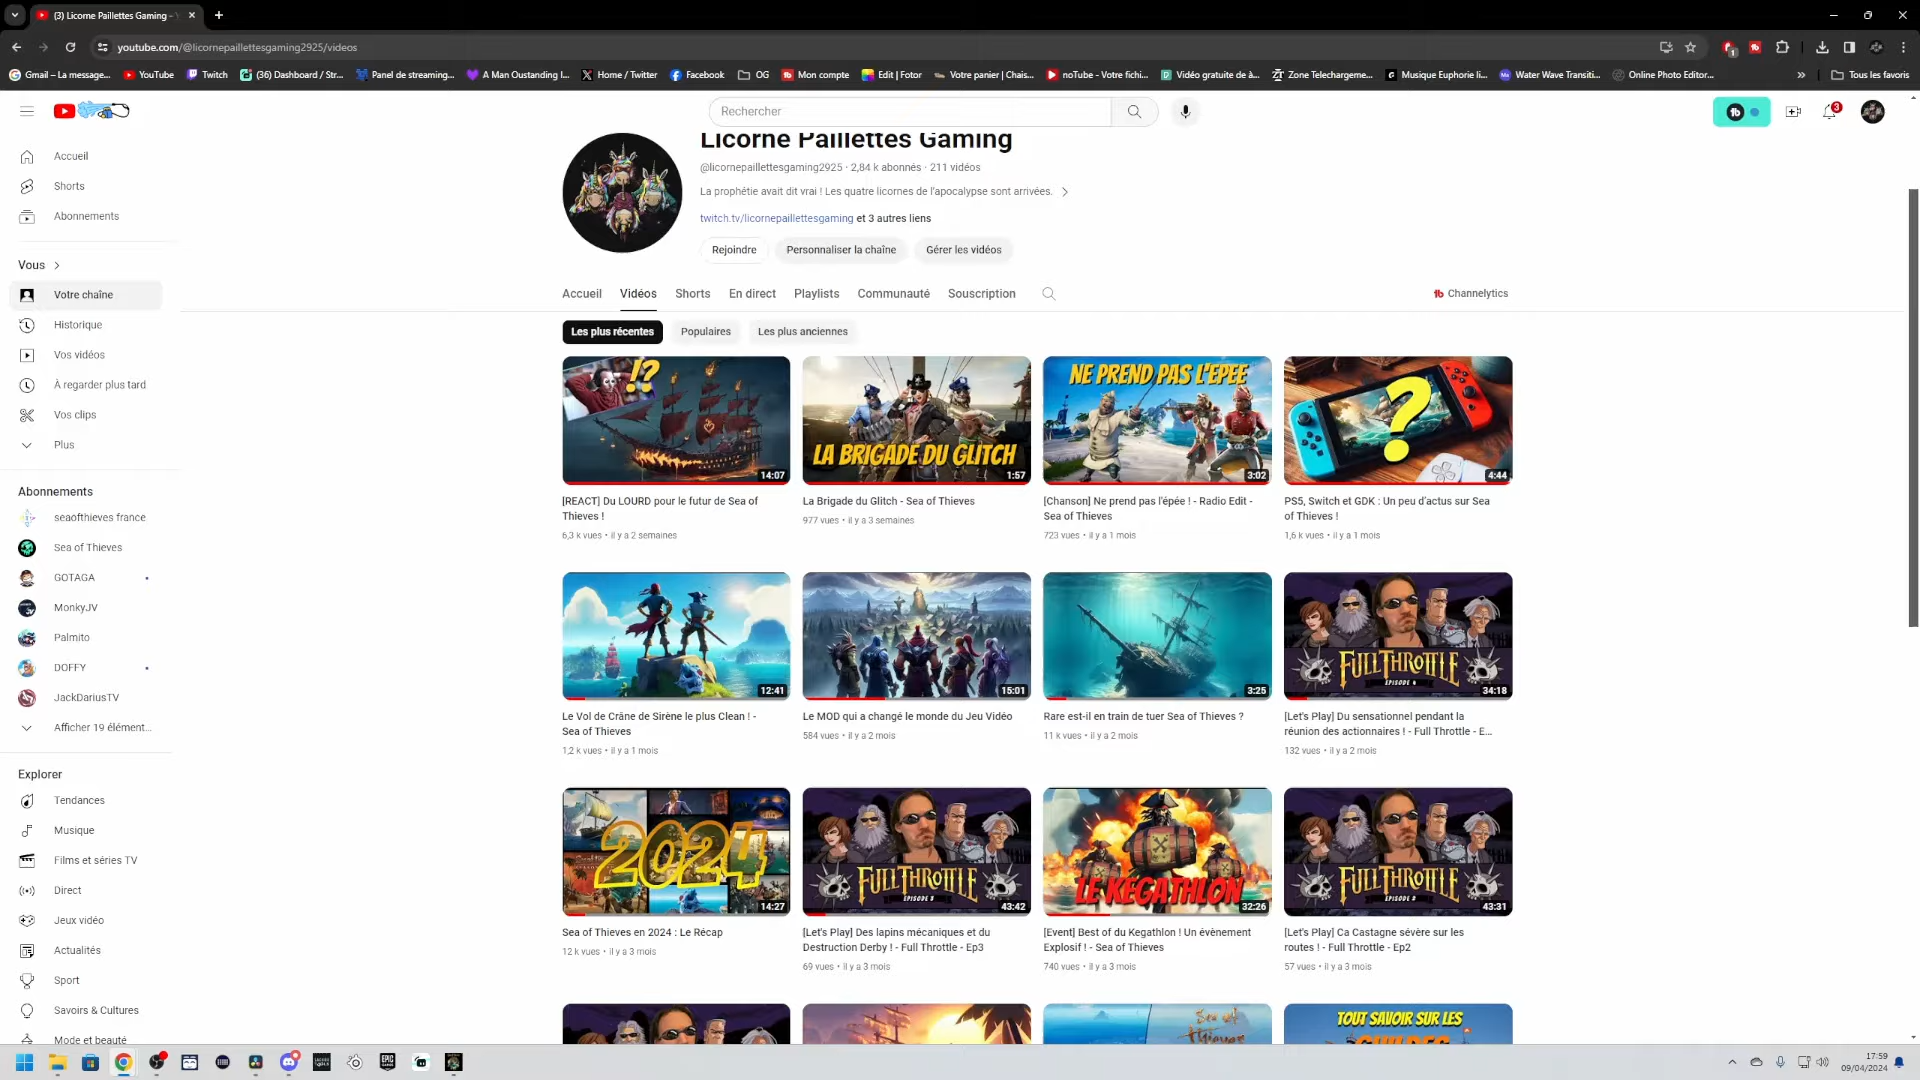 (3) Licorne Paillettes Gaming - Y
youtube.com/@licornepaillettesgaming2925/videos
Gmail – La message...
YouTube
Twitch
(36) Dashboard / Str...
Panel de streaming...
A Man Oustanding I...
Home / Twitter
Facebook
OG
Mon compte
Edit | Fotor
Votre panier | Chais...
noTube - Votre fichi...
Vidéo gratuite de à...
Zone Telechargeme...
Musique Euphorie li...
Water Wave Transiti...
Online Photo Editor...
Tous les favoris
Rechercher
3
Accueil
Shorts
Abonnements
Vous
Votre chaîne
Historique
Vos vidéos
À regarder plus tard
Vos clips
Plus
Abonnements
seaofthieves france
Sea of Thieves
GOTAGA
MonkyJV
Palmito
DOFFY
JackDariusTV
Afficher 19 élément...
Explorer
Tendances
Musique
Films et séries TV
Direct
Jeux vidéo
Actualités
Sport
Savoirs & Cultures
Mode et beauté
Licorne Paillettes Gaming
@licornepaillettesgaming2925 · 2,84 k abonnés · 211 vidéos
La prophétie avait dit vrai ! Les quatre licornes de l'apocalypse sont arrivées.
twitch.tv/licornepaillettesgaming et 3 autres liens
Rejoindre
Personnaliser la chaîne
Gérer les vidéos
Accueil
Vidéos
Shorts
En direct
Playlists
Communauté
Souscription
Channelytics
Les plus récentes
Populaires
Les plus anciennes
!?
14:07
[REACT] Du LOURD pour le futur de Sea of
Thieves !
6,3 k vues • il y a 2 semaines
LA BRIGADE DU GLITCH
1:57
La Brigade du Glitch - Sea of Thieves
977 vues • il y a 3 semaines
NE PREND PAS L'EPEE
3:02
[Chanson] Ne prend pas l'épée ! - Radio Edit -
Sea of Thieves
723 vues • il y a 1 mois
?
4:44
PS5, Switch et GDK : Un peu d'actus sur Sea
of Thieves !
1,6 k vues • il y a 1 mois
12:41
Le Vol de Crâne de Sirène le plus Clean ! -
Sea of Thieves
1,2 k vues • il y a 1 mois
15:01
Le MOD qui a changé le monde du Jeu Vidéo
584 vues • il y a 2 mois
3:25
Rare est-il en train de tuer Sea of Thieves ?
11 k vues • il y a 2 mois
FULL THROTTLE
EPISODE 4
34:18
[Let's Play] Du sensationnel pendant la
réunion des actionnaires ! - Full Throttle - E...
132 vues • il y a 2 mois
2024
14:27
Sea of Thieves en 2024 : Le Récap
12 k vues • il y a 3 mois
FULL THROTTLE
EPISODE 3
43:42
[Let's Play] Des lapins mécaniques et du
Destruction Derby ! - Full Throttle - Ep3
69 vues • il y a 3 mois
LE KEGATHLON
32:26
[Event] Best of du Kegathlon ! Un évènement
Explosif ! - Sea of Thieves
740 vues • il y a 3 mois
FULL THROTTLE
EPISODE 2
43:31
[Let's Play] Ca Castagne sévère sur les
routes ! - Full Throttle - Ep2
57 vues • il y a 3 mois
Sea of
Thieves
TOUT SAVOIR SUR LES
GUILDES
17:59
09/04/2024